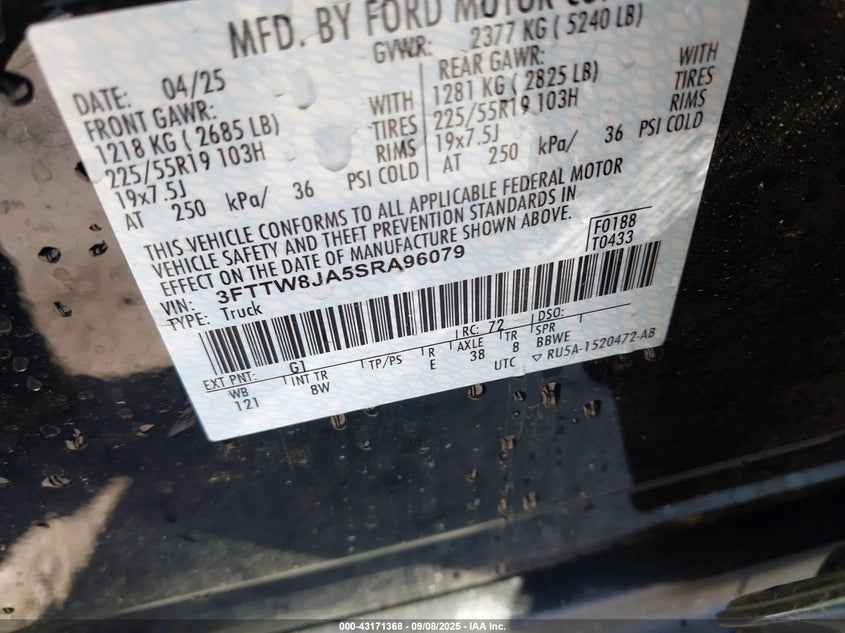 MFD. BY FORD MOTOR CO
DATE: 04/25 GVWR: 2377 KG ( 5240 LB)
FRONT GAWR: REAR GAWR: WITH
1218 KG ( 2685 LB) WITH 1281 KG ( 2825 LB) TIRES
225/55R19 103H TIRES 225/55R19 103H RIMS
19x7.5J RIMS 19x7.5J
AT 250 kPa/ 36 PSI COLD AT 250 kPa/ 36 PSI COLD
THIS VEHICLE CONFORMS TO ALL APPLICABLE FEDERAL MOTOR
VEHICLE SAFETY AND THEFT PREVENTION STANDARDS IN
EFFECT ON THE DATE OF MANUFACTURE SHOWN ABOVE.
F0188
T0433
VIN: 3FTTW8JA5SRA96079
TYPE: Truck
EXT PNT: G1 RC: 72 DSO:
WB INT TR TP/PS R AXLE TR SPR
121 8W E 38 8 BBWE
UTC ▽ RU5A-1520472-AB
000-43171368 09/08/2025 IAA Inc.